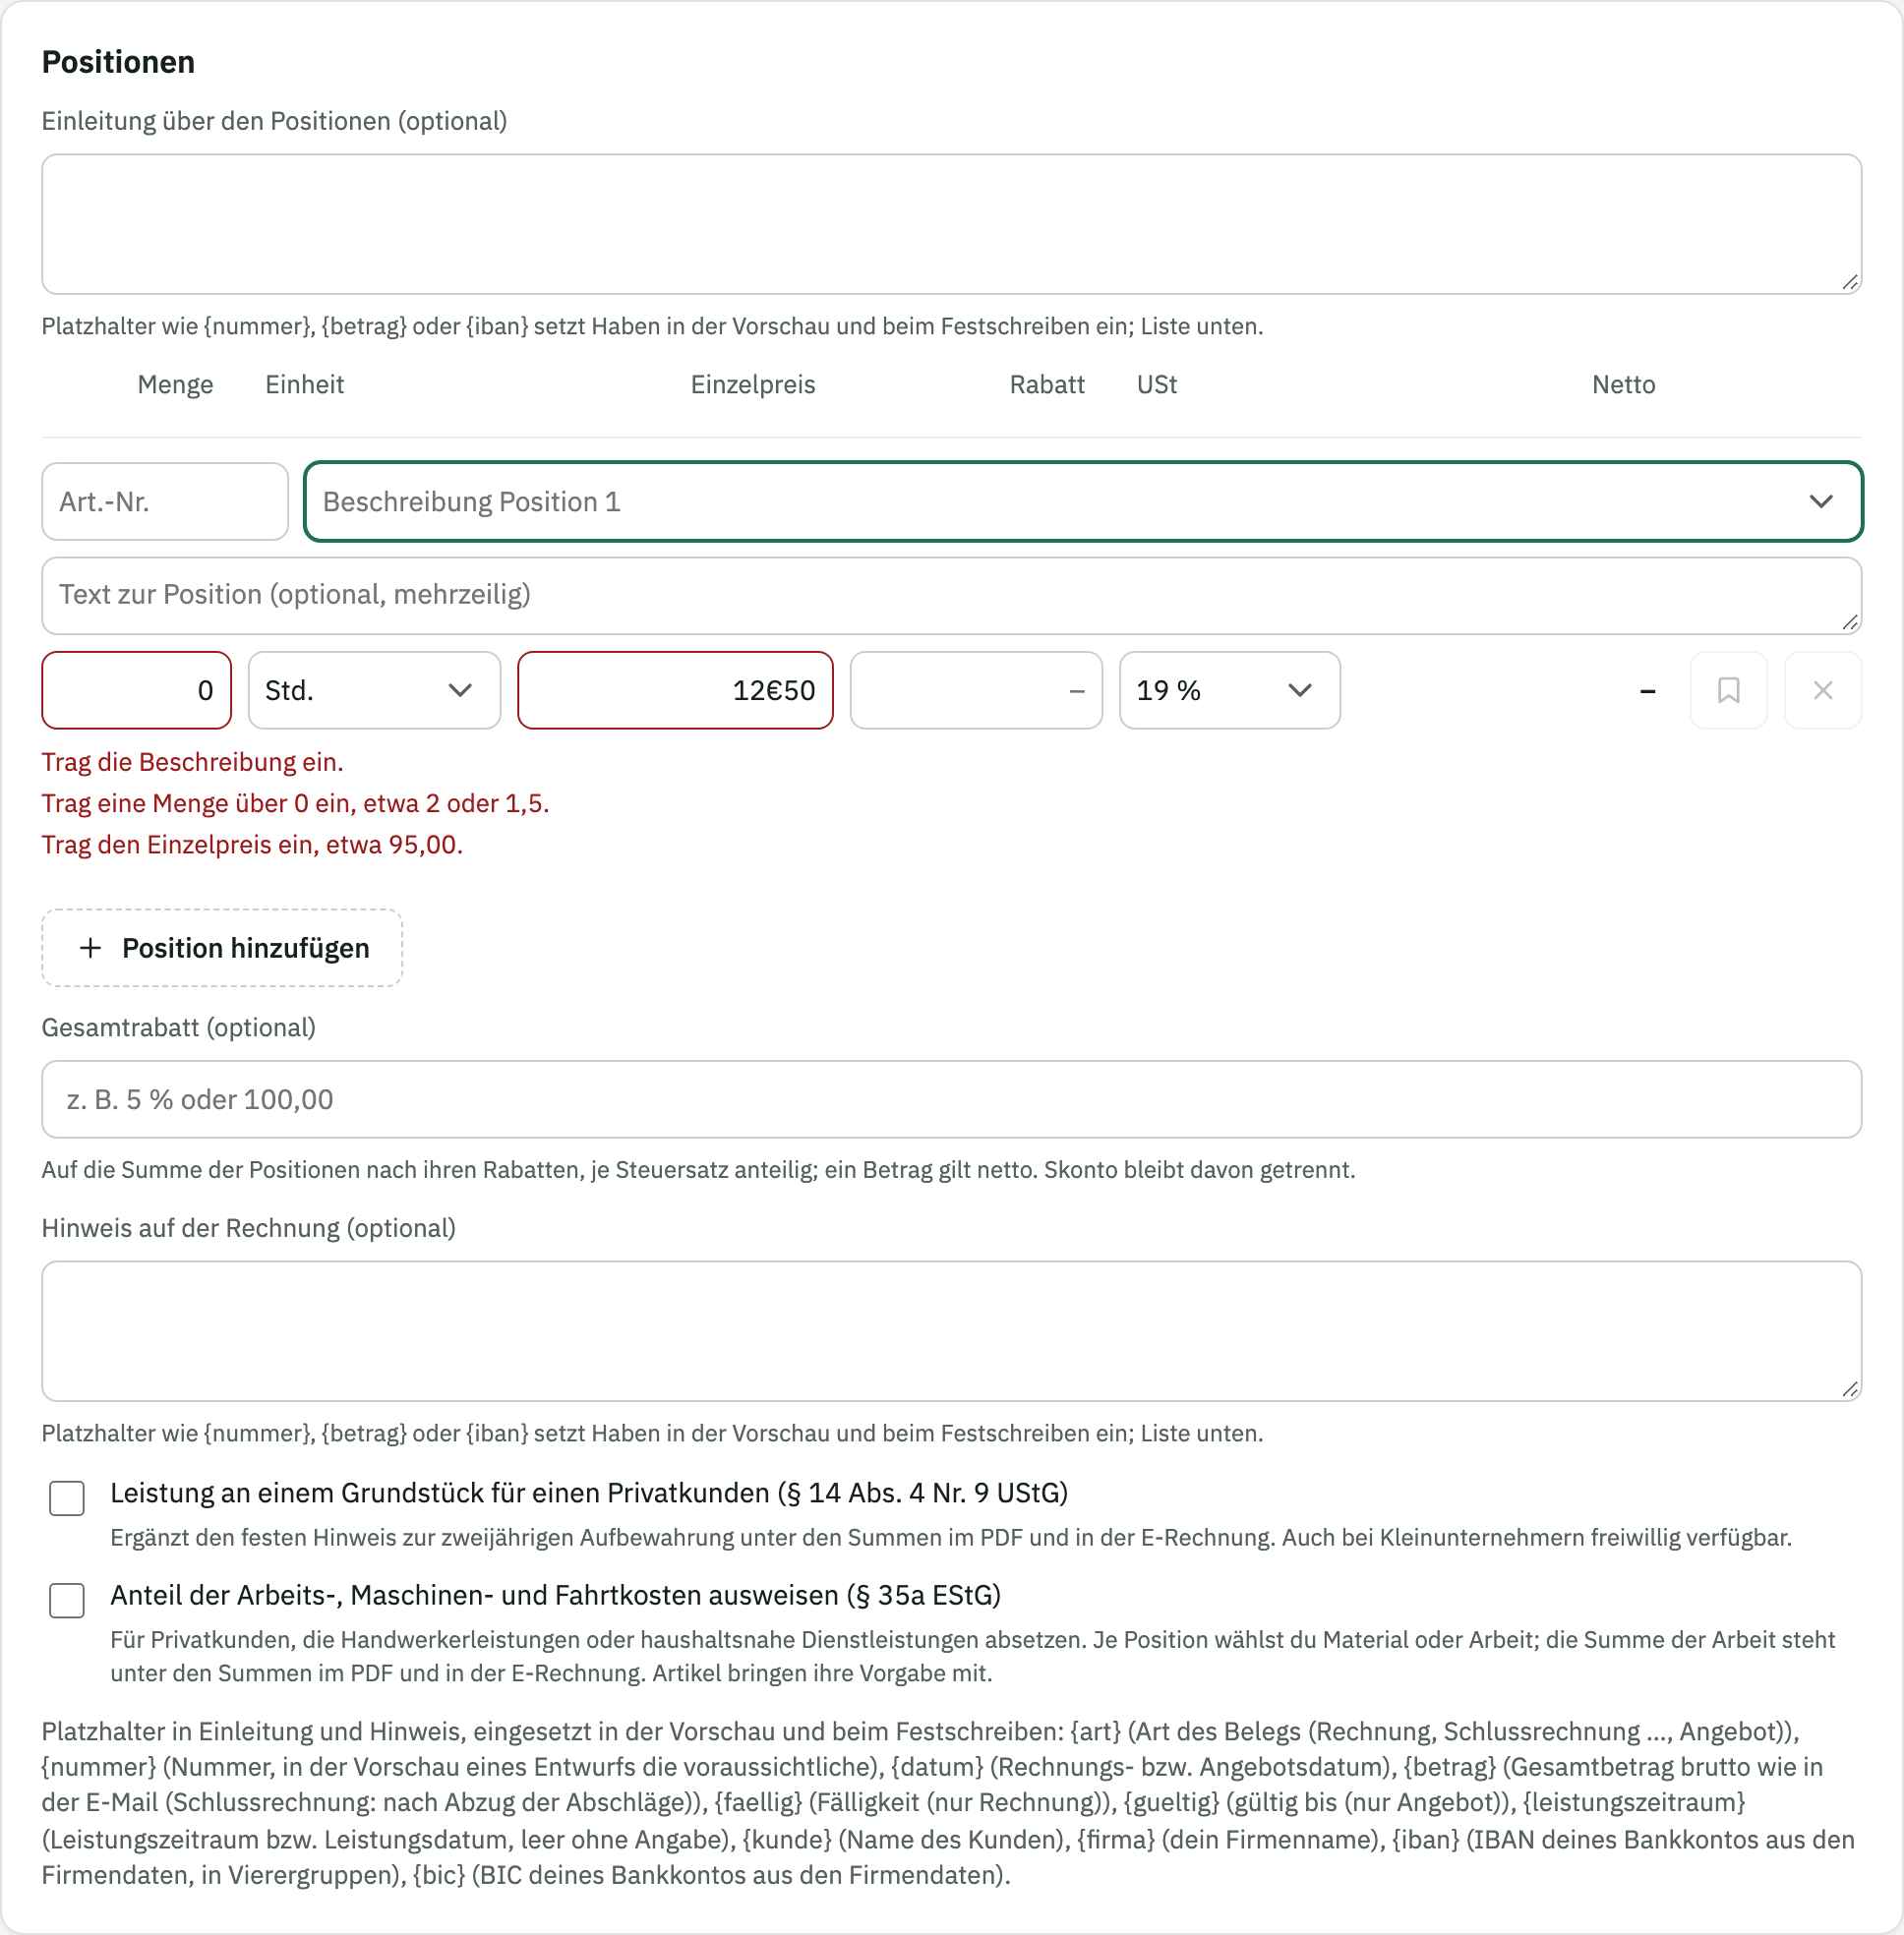 Positionen
Einleitung über den Positionen (optional)
Platzhalter wie {nummer}, {betrag} oder {iban} setzt Haben in der Vorschau und beim Festschreiben ein; Liste unten.
Menge Einheit Einzelpreis Rabatt USt Netto
Art.-Nr. Beschreibung Position 1
Text zur Position (optional, mehrzeilig)
0 Std. 12€50 – 19 % –
Trag die Beschreibung ein.
Trag eine Menge über 0 ein, etwa 2 oder 1,5.
Trag den Einzelpreis ein, etwa 95,00.
+ Position hinzufügen
Gesamtrabatt (optional)
z. B. 5 % oder 100,00
Auf die Summe der Positionen nach ihren Rabatten, je Steuersatz anteilig; ein Betrag gilt netto. Skonto bleibt davon getrennt.
Hinweis auf der Rechnung (optional)
Platzhalter wie {nummer}, {betrag} oder {iban} setzt Haben in der Vorschau und beim Festschreiben ein; Liste unten.
Leistung an einem Grundstück für einen Privatkunden (§ 14 Abs. 4 Nr. 9 UStG)
Ergänzt den festen Hinweis zur zweijährigen Aufbewahrung unter den Summen im PDF und in der E-Rechnung. Auch bei Kleinunternehmern freiwillig verfügbar.
Anteil der Arbeits-, Maschinen- und Fahrtkosten ausweisen (§ 35a EStG)
Für Privatkunden, die Handwerkerleistungen oder haushaltsnahe Dienstleistungen absetzen. Je Position wählst du Material oder Arbeit; die Summe der Arbeit steht
unter den Summen im PDF und in der E-Rechnung. Artikel bringen ihre Vorgabe mit.
Platzhalter in Einleitung und Hinweis, eingesetzt in der Vorschau und beim Festschreiben: {art} (Art des Belegs (Rechnung, Schlussrechnung …, Angebot)),
{nummer} (Nummer, in der Vorschau eines Entwurfs die voraussichtliche), {datum} (Rechnungs- bzw. Angebotsdatum), {betrag} (Gesamtbetrag brutto wie in
der E-Mail (Schlussrechnung: nach Abzug der Abschläge)), {faellig} (Fälligkeit (nur Rechnung)), {gueltig} (gültig bis (nur Angebot)), {leistungszeitraum}
(Leistungszeitraum bzw. Leistungsdatum, leer ohne Angabe), {kunde} (Name des Kunden), {firma} (dein Firmenname), {iban} (IBAN deines Bankkontos aus den
Firmendaten, in Vierergruppen), {bic} (BIC deines Bankkontos aus den Firmendaten).